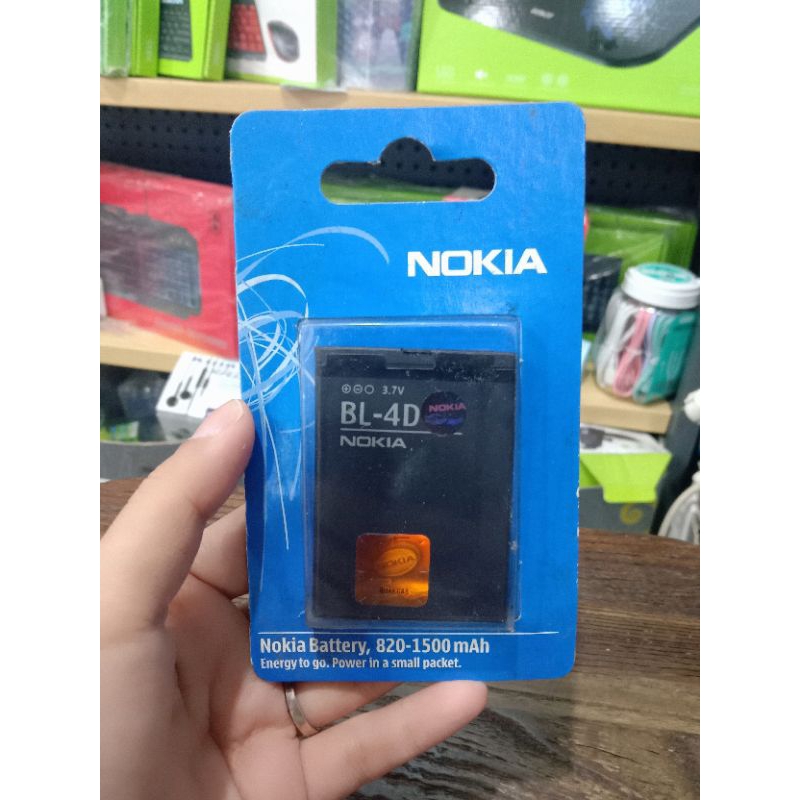 NOKIA
3.7V
BL-4D
NOKIA
NOKIA
NOKIA
Nokia Battery, 820-1500 mAh
Energy to go. Power in a small packet.